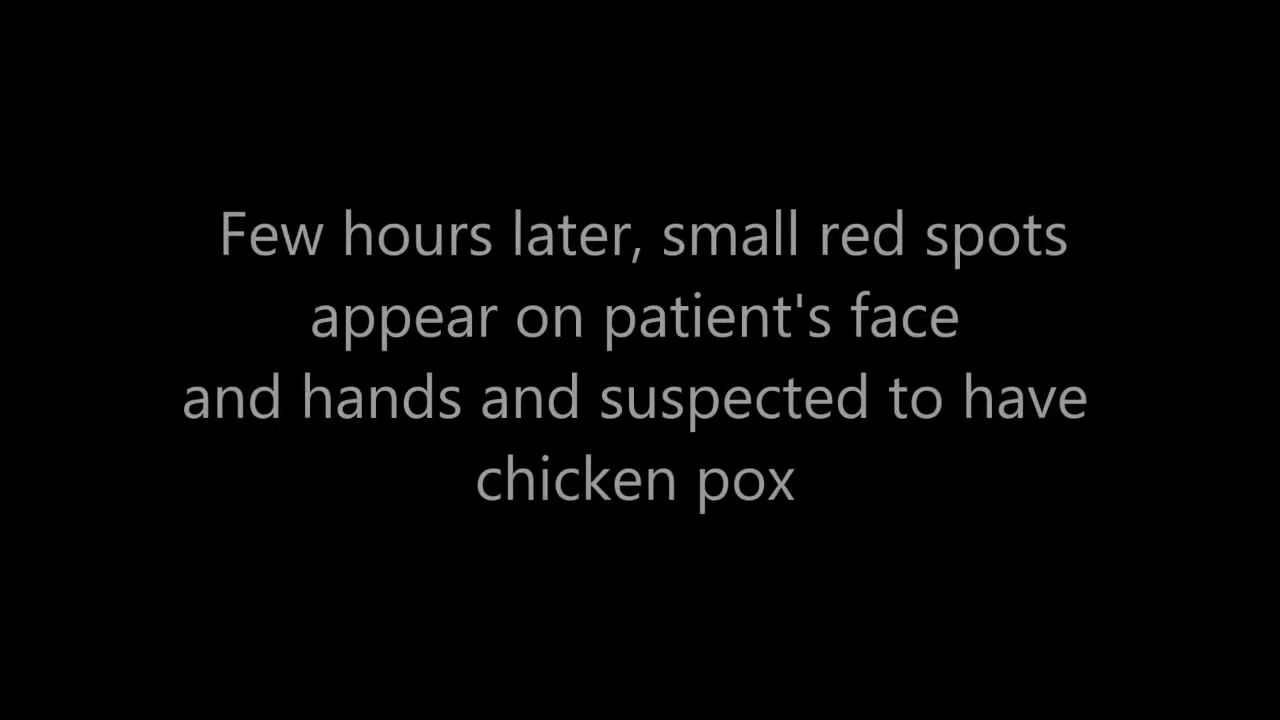 Few hours later, small red spots
appear on patient's face
and hands and suspected to have
chicken pox